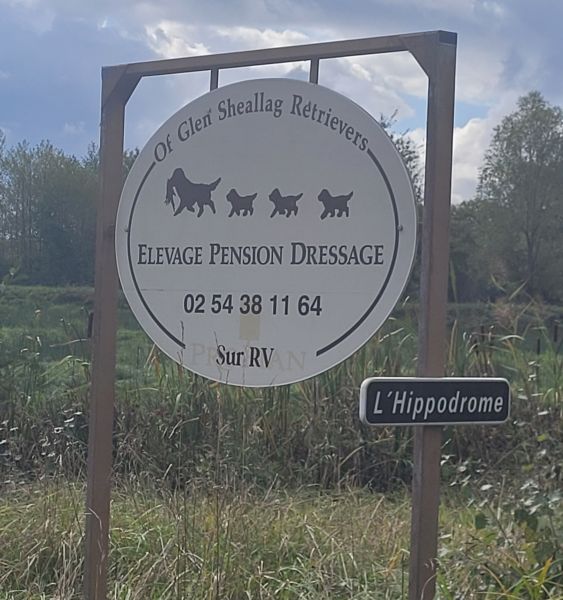 Of Glen Sheallag Retrievers
ELEVAGE PENSION DRESSAGE
02 54 38 11 64
Sur RV
L'Hippodrome